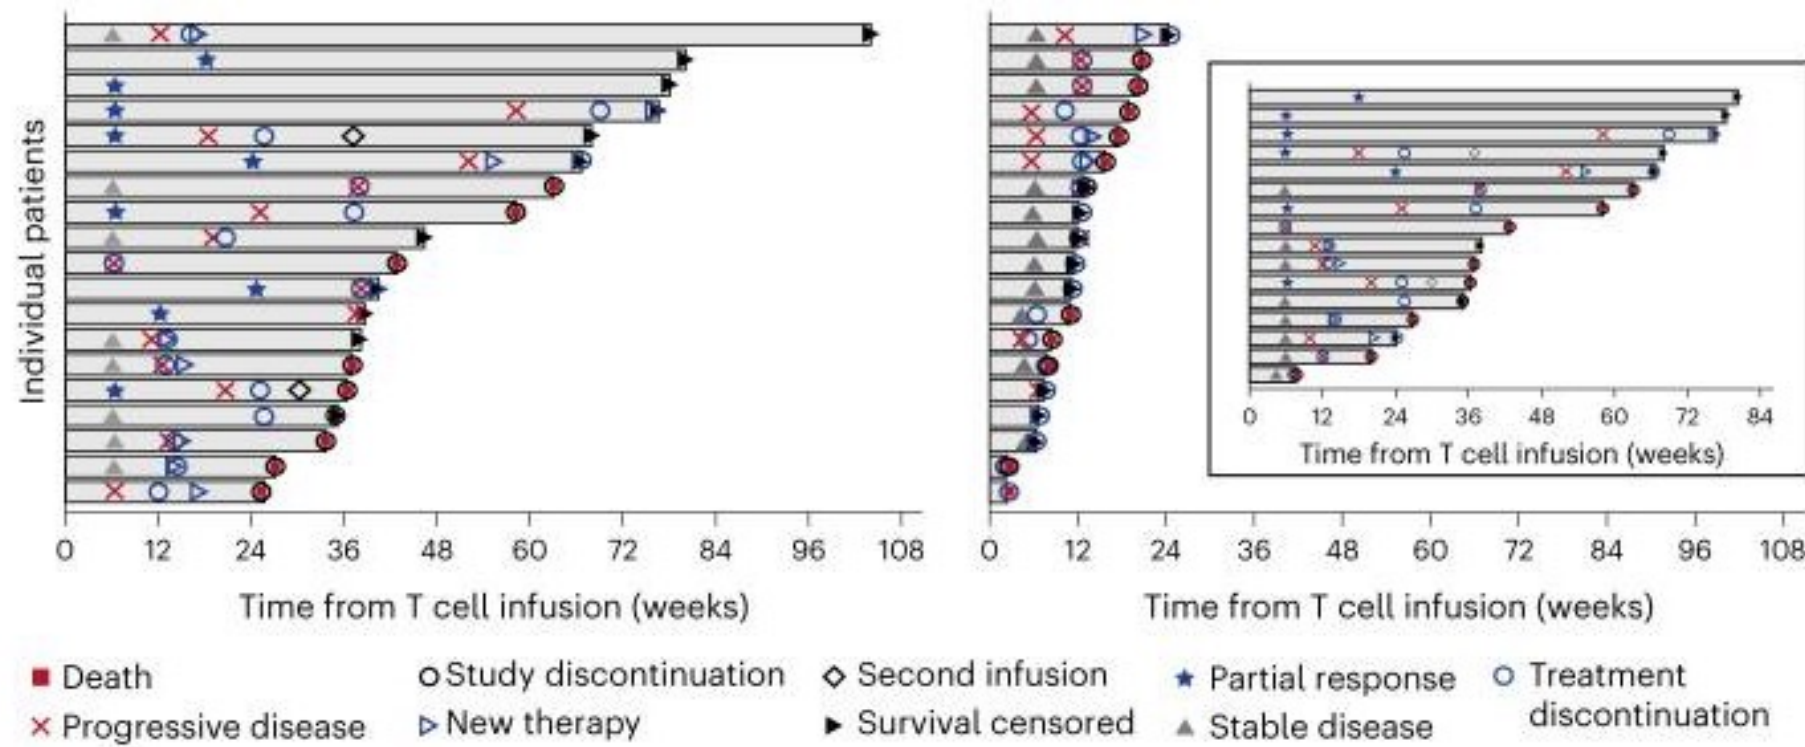 Individual patients
0 12 24 36 48 60 72 84 96 108
Time from T cell infusion (weeks)
0 12 24 36 48 60 72 84 96 108
Time from T cell infusion (weeks)
0 12 24 36 48 60 72 84
Time from T cell infusion (weeks)
Death
Study discontinuation
Second infusion
Partial response
Treatment
discontinuation
Progressive disease
New therapy
Survival censored
Stable disease